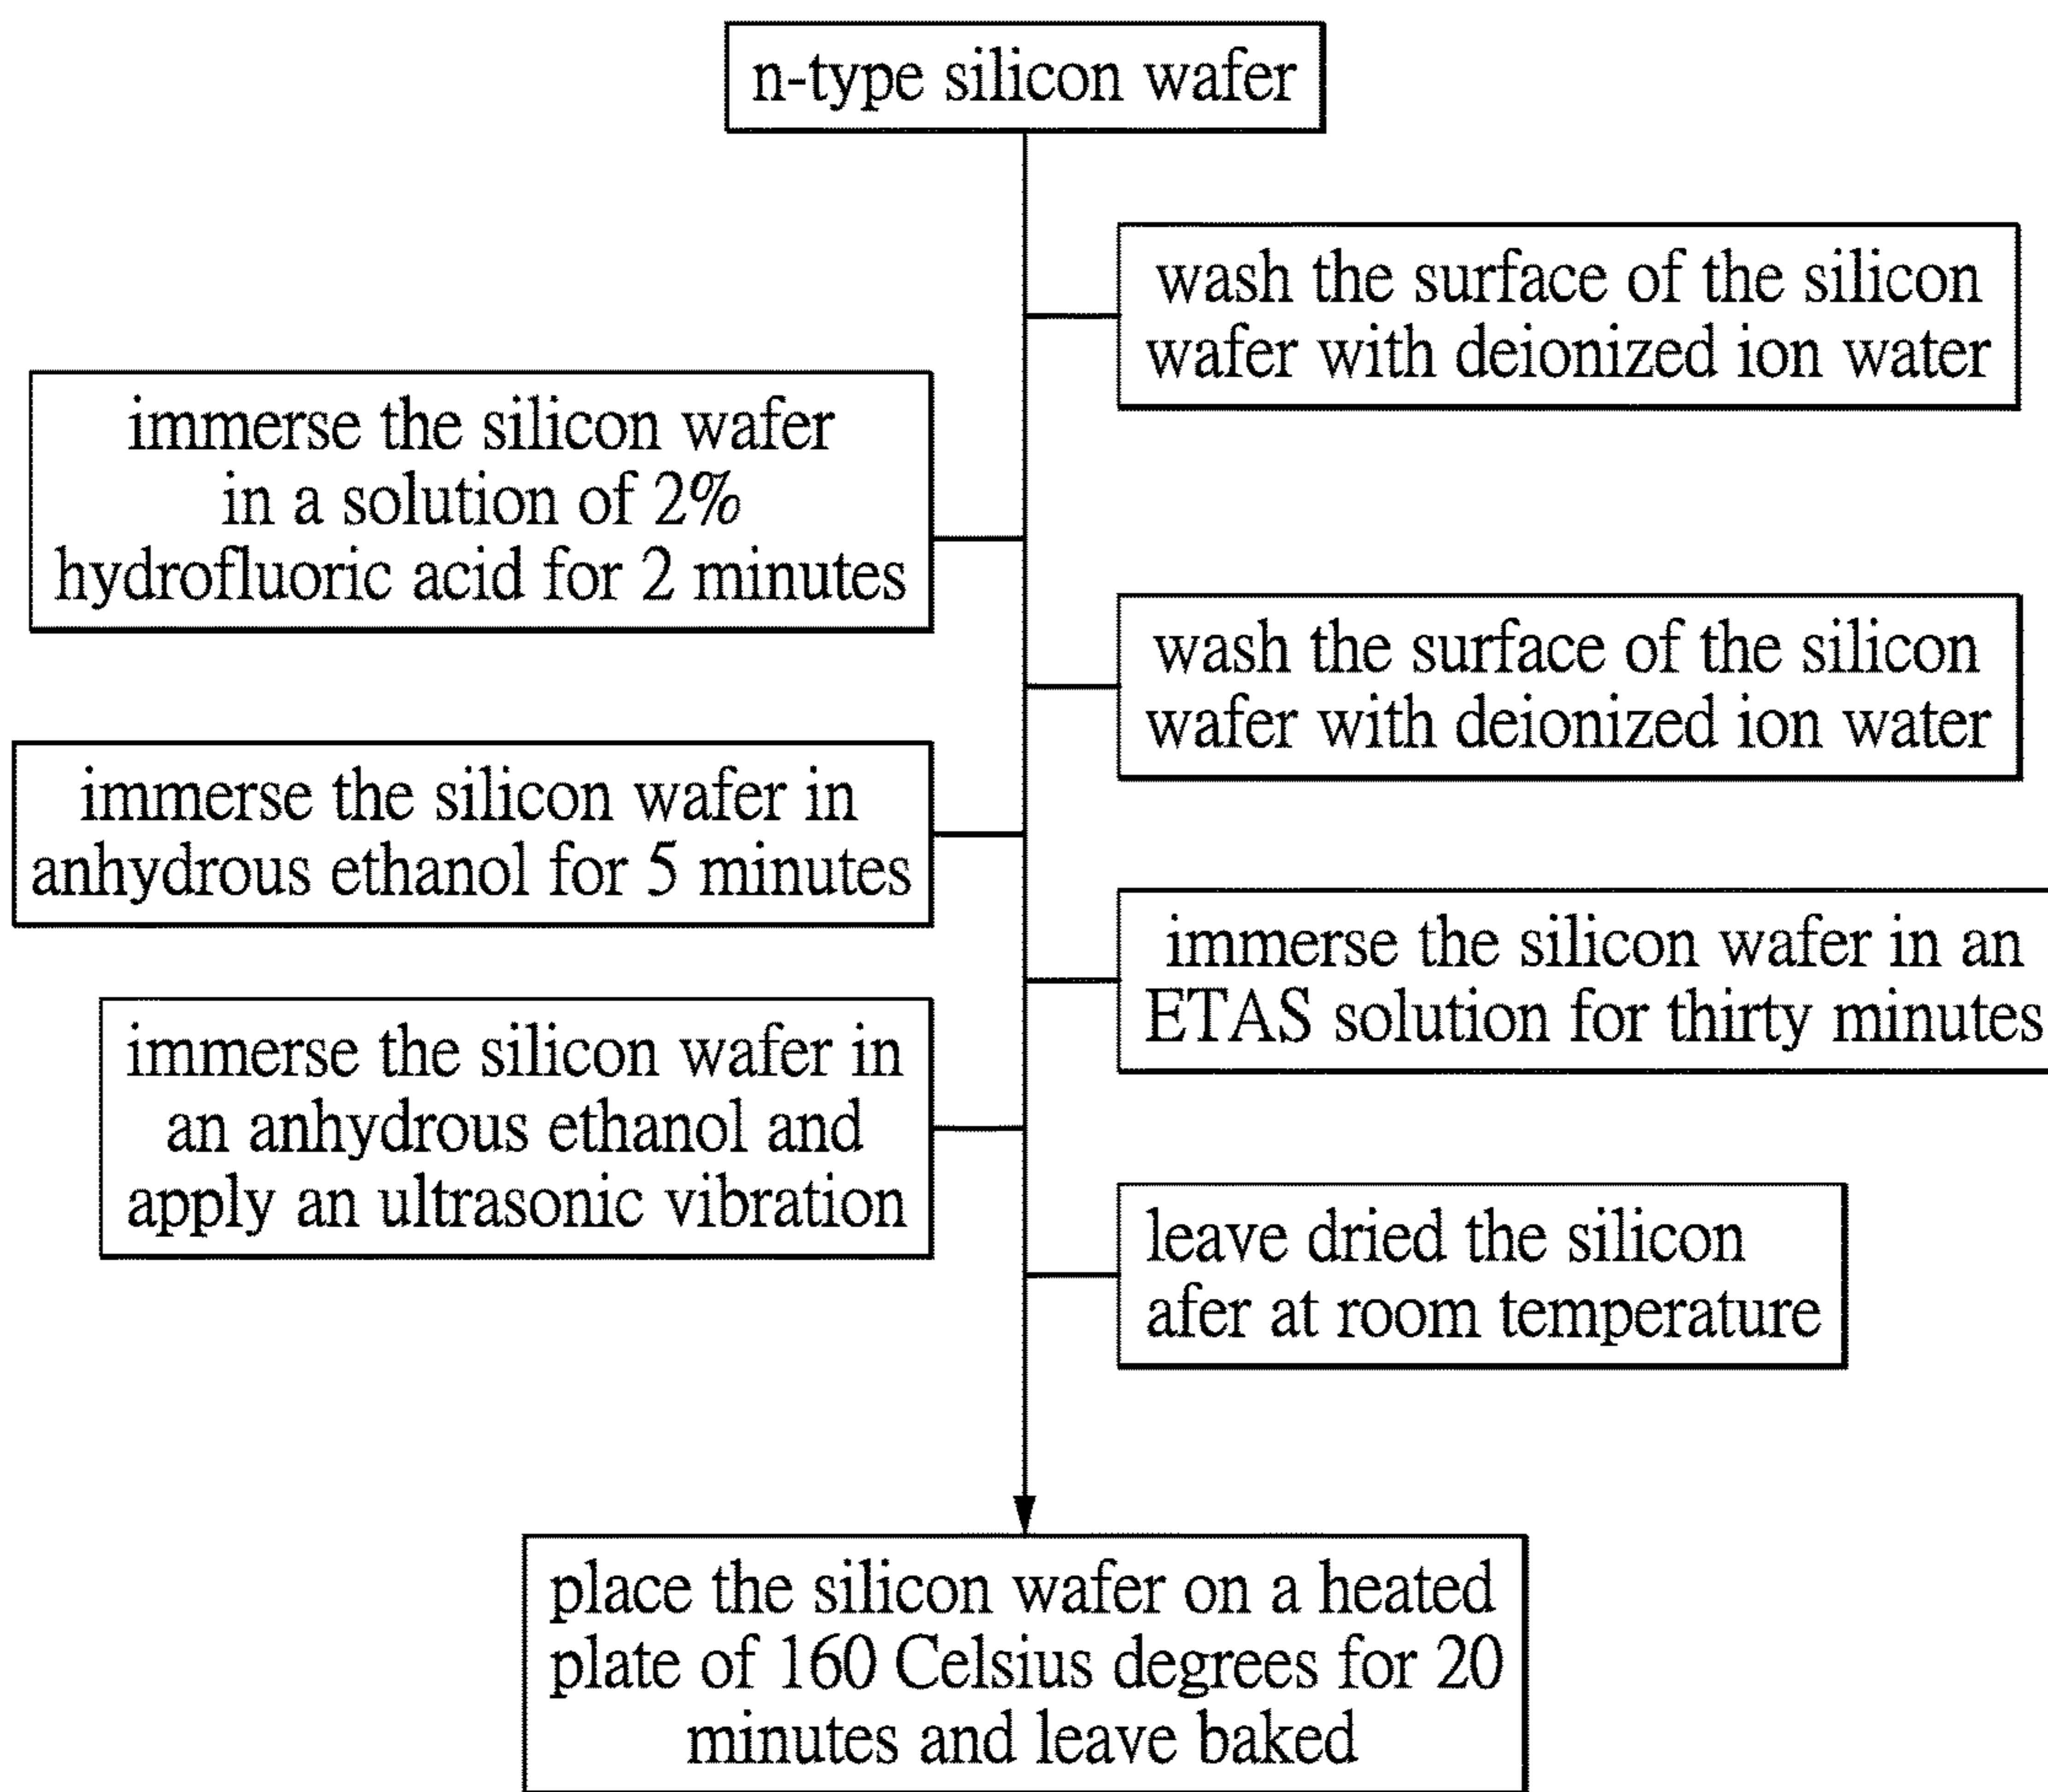 n-type silicon wafer
wash the surface of the silicon
wafer with deionized ion water
immerse the silicon wafer
in a solution of 2%
hydrofluoric acid for 2 minutes
wash the surface of the silicon
wafer with deionized ion water
immerse the silicon wafer in
anhydrous ethanol for 5 minutes
immerse the silicon wafer in an
ETAS solution for thirty minutes
immerse the silicon wafer in
an anhydrous ethanol and
apply an ultrasonic vibration
leave dried the silicon
afer at room temperature
place the silicon wafer on a heated
plate of 160 Celsius degrees for 20
minutes and leave baked